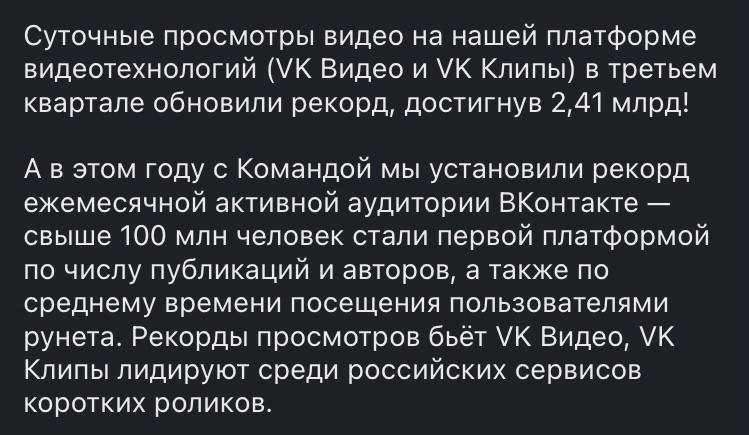 Суточные просмотры видео на нашей платформе
видеотехнологий (VK Видео и VK Клипы) в третьем
квартале обновили рекорд, достигнув 2,41 млрд!
А в этом году с Командой мы установили рекорд
ежемесячной активной аудитории ВКонтакте —
свыше 100 млн человек стали первой платформой
по числу публикаций и авторов, а также по
среднему времени посещения пользователями
рунета. Рекорды просмотров бьёт VK Видео, VK
Клипы лидируют среди российских сервисов
коротких роликов.